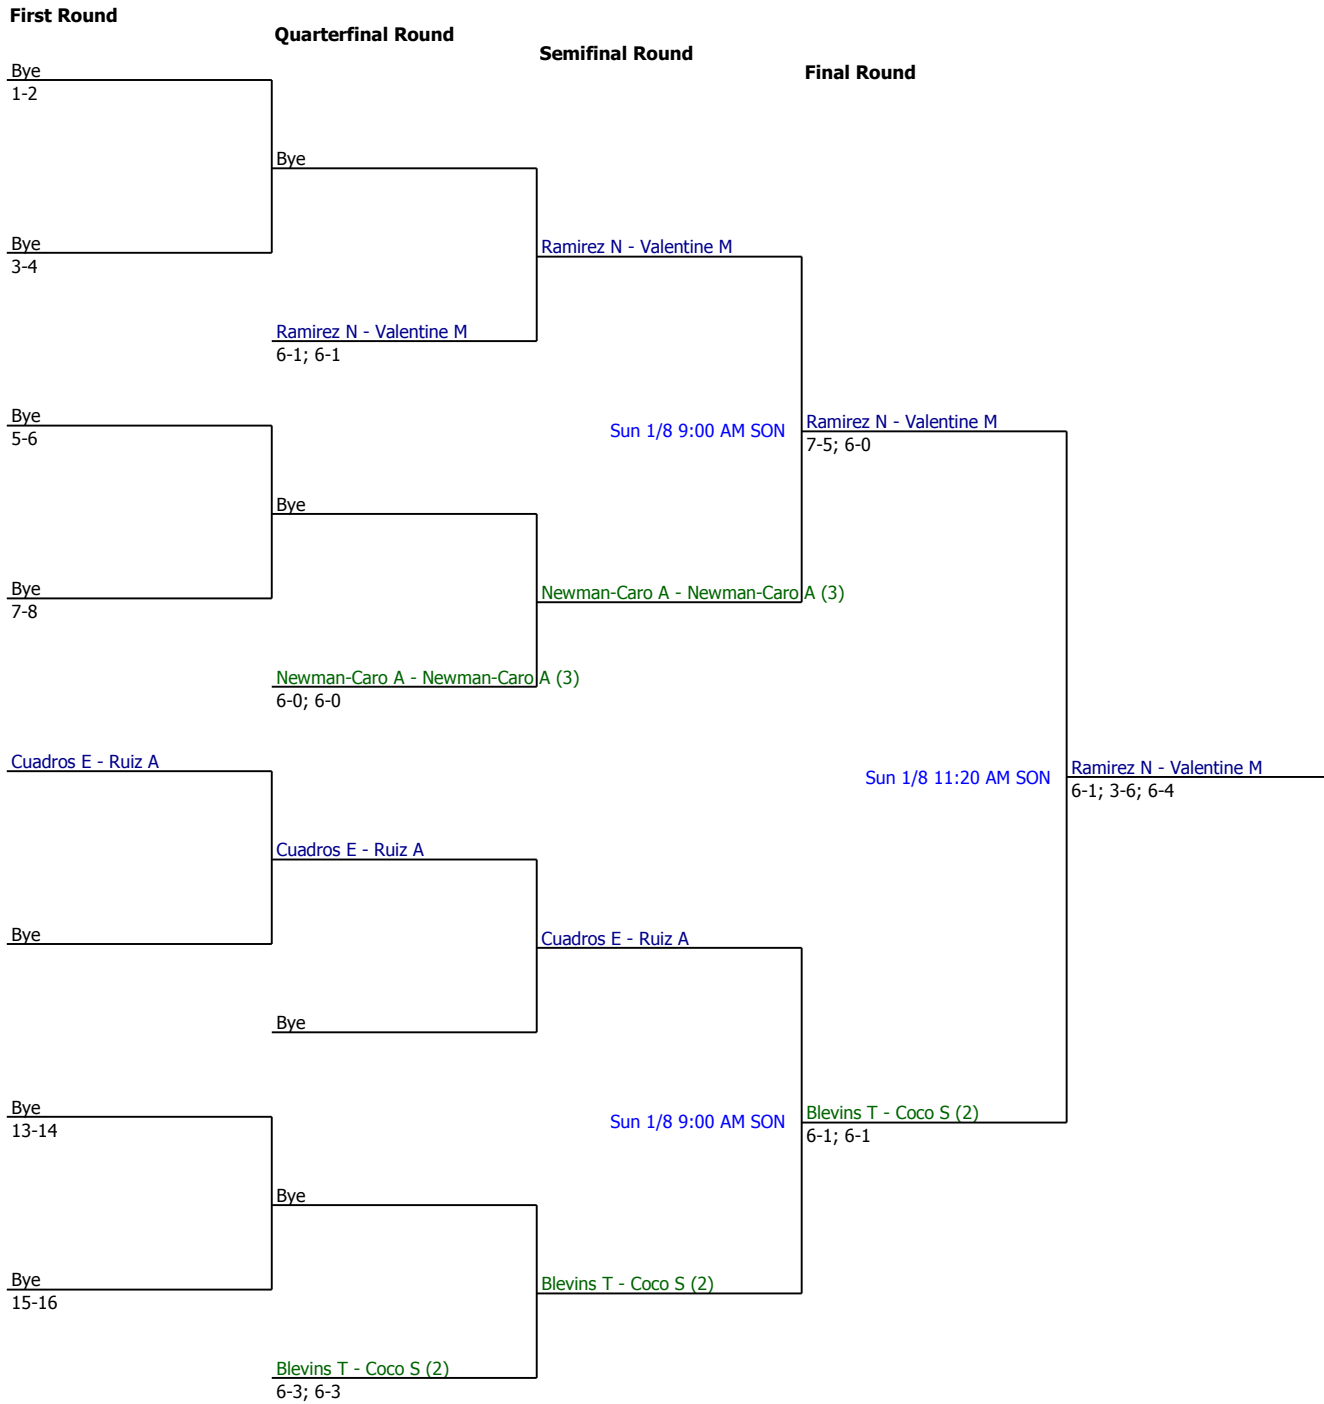 First Round
Quarterfinal Round
Semifinal Round
Final Round
Bye
1-2
Bye
Bye
3-4
Ramirez N - Valentine M
Ramirez N - Valentine M
6-1; 6-1
Bye
5-6
Sun 1/8 9:00 AM SON
Ramirez N - Valentine M
7-5; 6-0
Bye
Bye
7-8
Newman-Caro A - Newman-Caro A (3)
Newman-Caro A - Newman-Caro A (3)
6-0; 6-0
Cuadros E - Ruiz A
Sun 1/8 11:20 AM SON
Ramirez N - Valentine M
6-1; 3-6; 6-4
Cuadros E - Ruiz A
Bye
Cuadros E - Ruiz A
Bye
Bye
13-14
Sun 1/8 9:00 AM SON
Blevins T - Coco S (2)
6-1; 6-1
Bye
Bye
15-16
Blevins T - Coco S (2)
Blevins T - Coco S (2)
6-3; 6-3